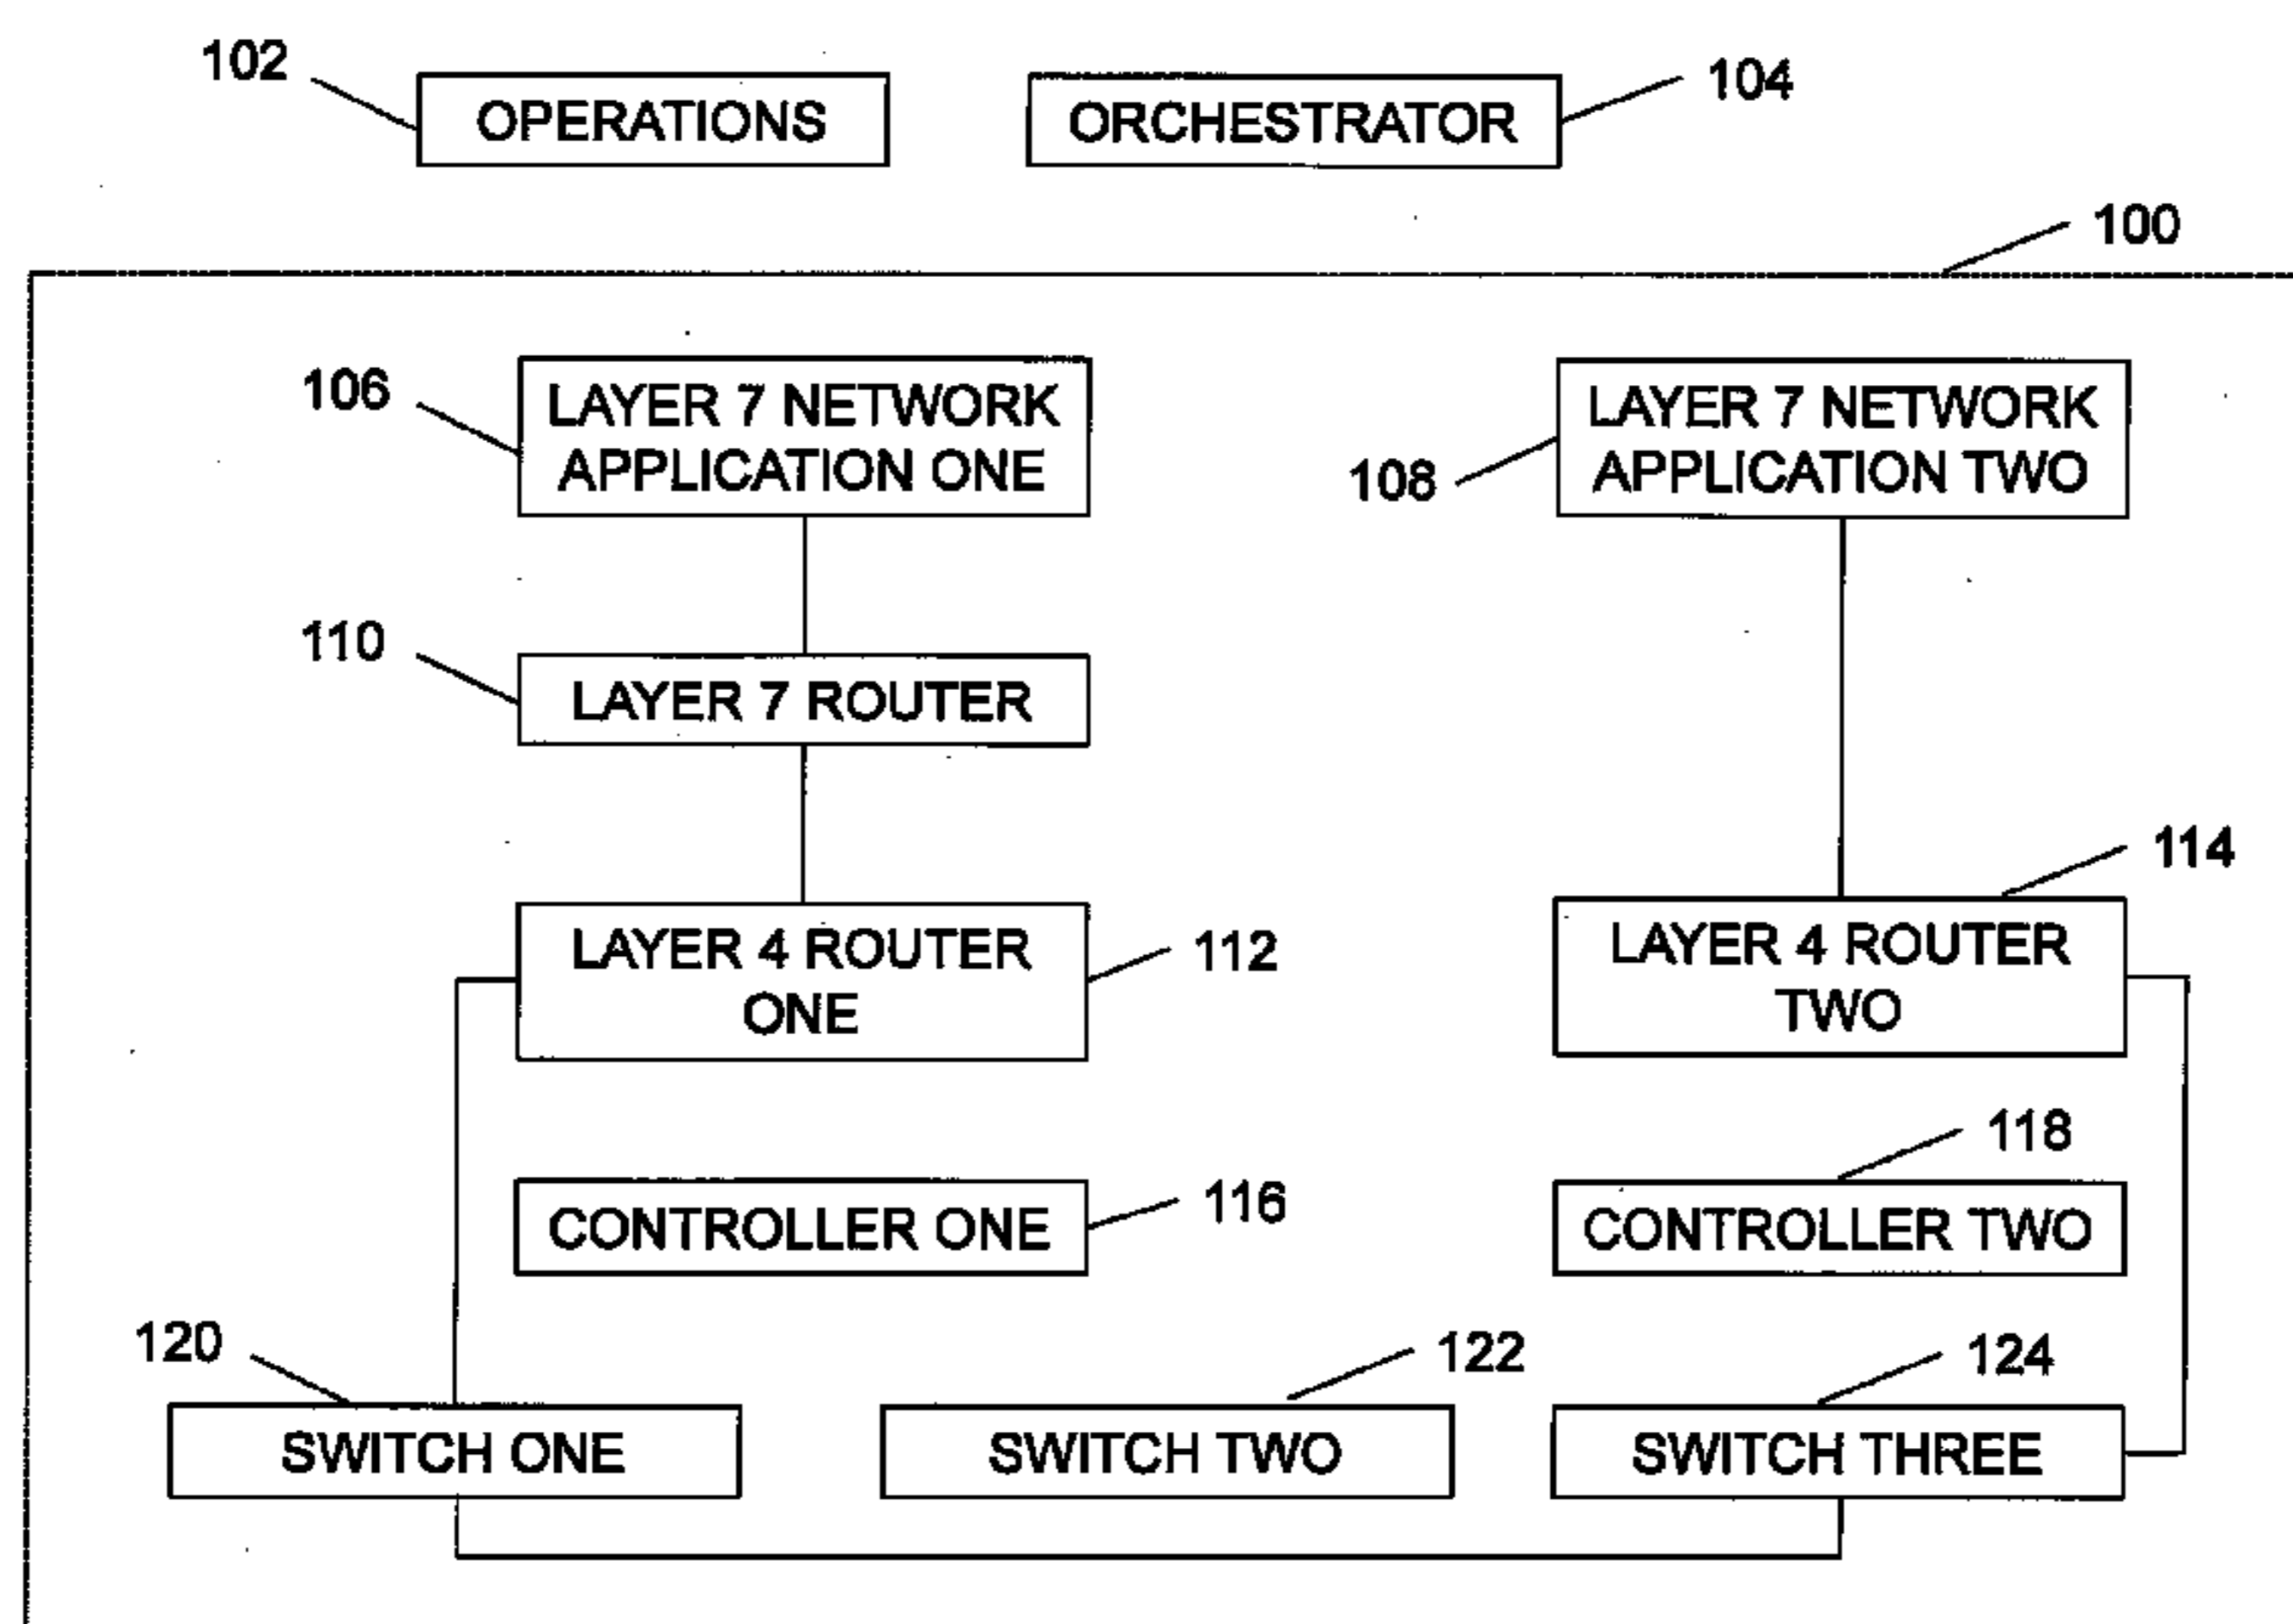 102
OPERATIONS
ORCHESTRATOR
104
100
106
LAYER 7 NETWORK
APPLICATION ONE
LAYER 7 NETWORK
APPLICATION TWO
108
110
LAYER 7 ROUTER
114
LAYER 4 ROUTER
ONE
112
LAYER 4 ROUTER
TWO
118
CONTROLLER ONE
116
CONTROLLER TWO
120
122
124
SWITCH ONE
SWITCH TWO
SWITCH THREE